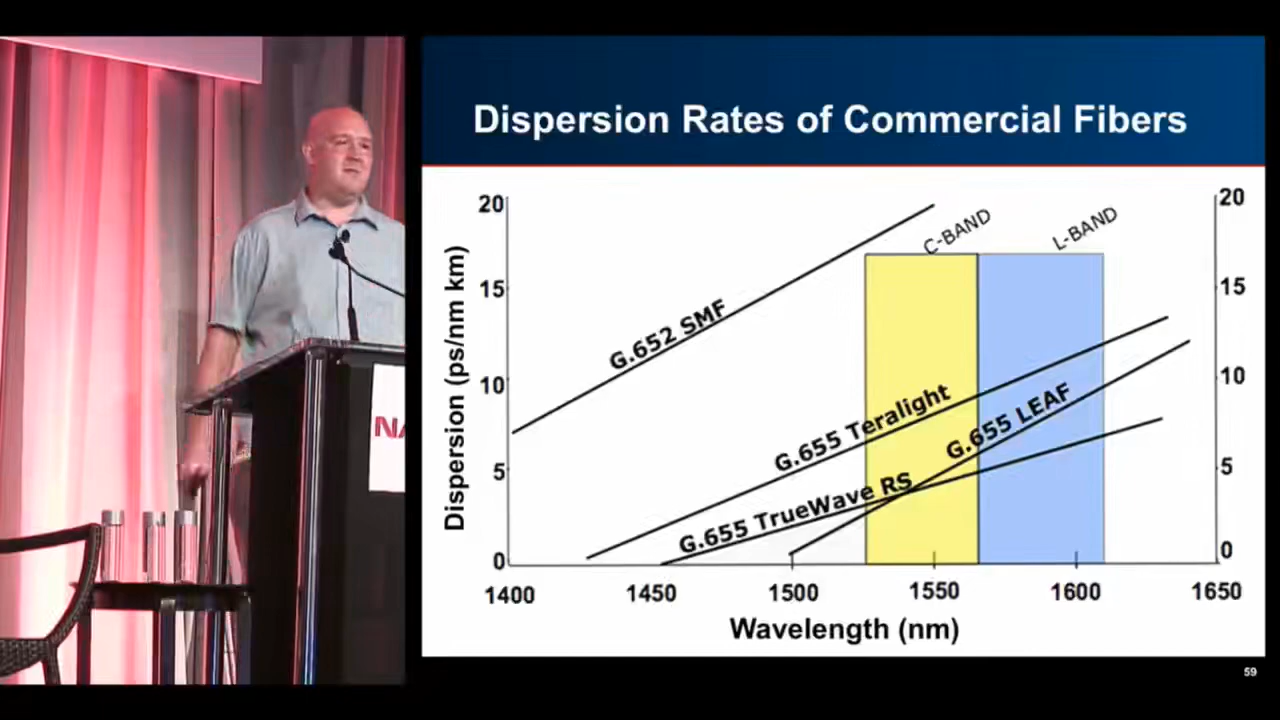 Dispersion Rates of Commercial Fibers
20
15
10
5
0
Dispersion (ps/nm km)
G.652 SMF
C-BAND
L-BAND
G.655 Teralight
G.655 LEAF
G.655 TrueWave RS
20
15
10
5
0
1400
1450
1500
1550
1600
1650
Wavelength (nm)
59